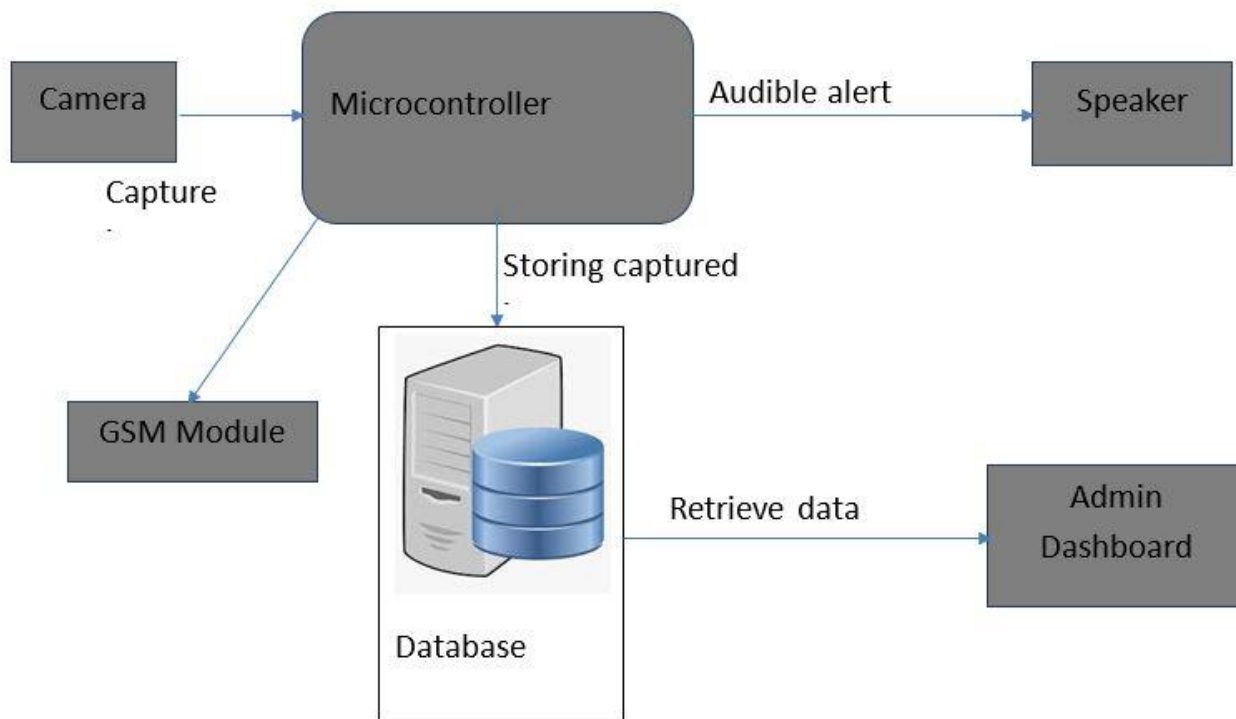 Camera
Microcontroller
Audible alert
Speaker
Capture
Storing captured
GSM Module
Retrieve data
Admin
Dashboard
Database